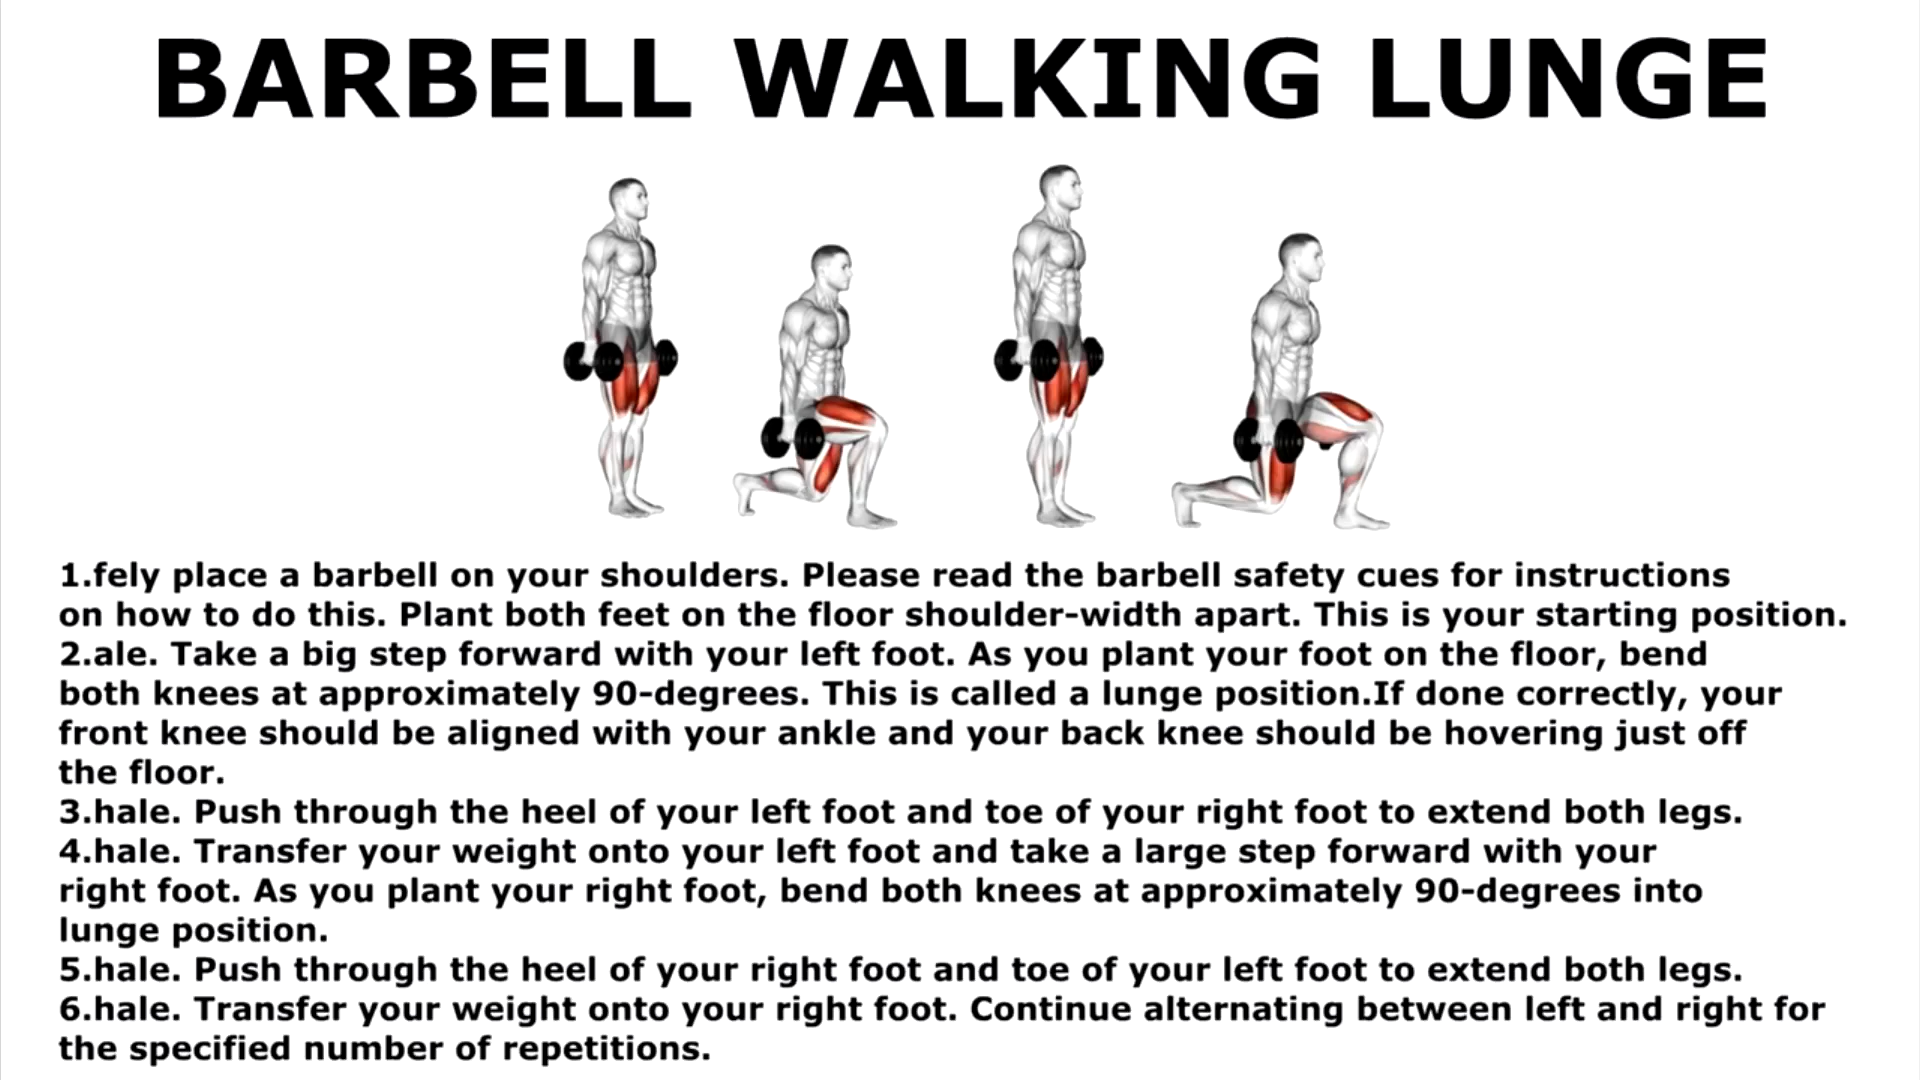 BARBELL WALKING LUNGE
1.fely place a barbell on your shoulders. Please read the barbell safety cues for instructions
on how to do this. Plant both feet on the floor shoulder-width apart. This is your starting position.
2.ale. Take a big step forward with your left foot. As you plant your foot on the floor, bend
both knees at approximately 90-degrees. This is called a lunge position.If done correctly, your
front knee should be aligned with your ankle and your back knee should be hovering just off
the floor.
3.hale. Push through the heel of your left foot and toe of your right foot to extend both legs.
4.hale. Transfer your weight onto your left foot and take a large step forward with your
right foot. As you plant your right foot, bend both knees at approximately 90-degrees into
lunge position.
5.hale. Push through the heel of your right foot and toe of your left foot to extend both legs.
6.hale. Transfer your weight onto your right foot. Continue alternating between left and right for
the specified number of repetitions.